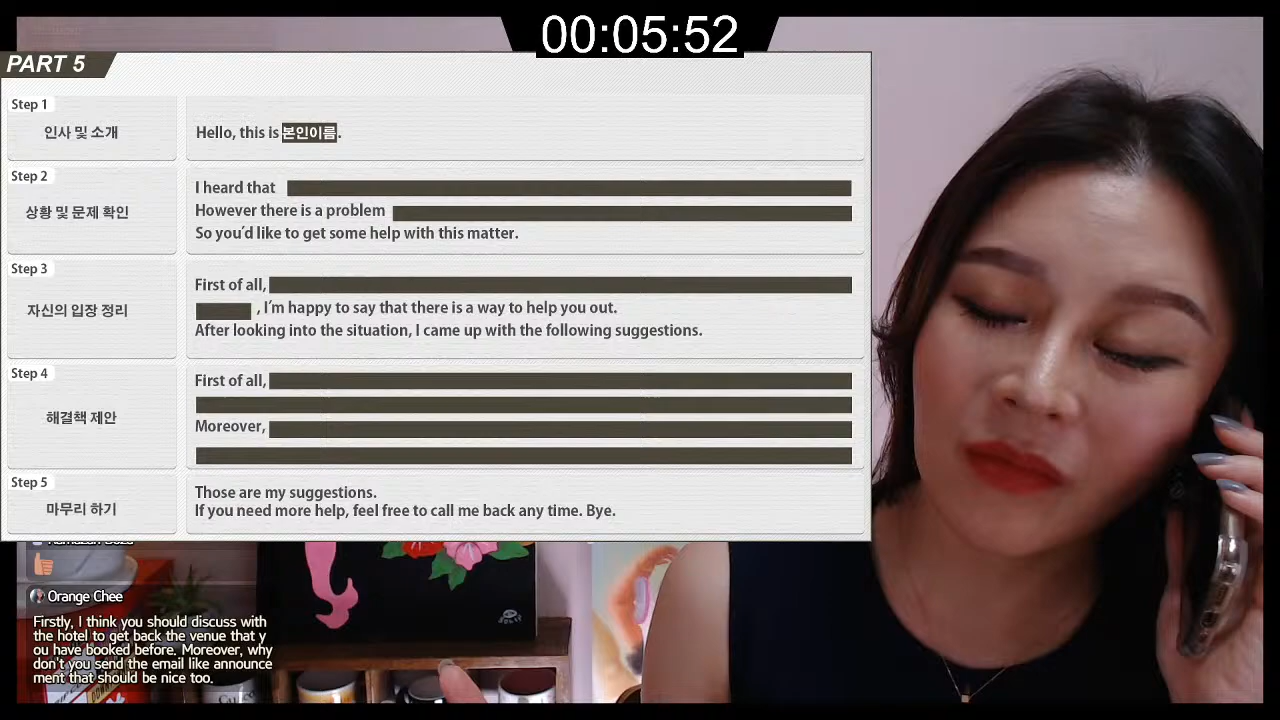 00:05:52
PART 5
Step 1
인사 및 소개
Hello, this is 본인이름.
Step 2
상황 및 문제 확인
I heard that
However there is a problem
So you'd like to get some help with this matter.
Step 3
자신의 입장 정리
First of all,
, I'm happy to say that there is a way to help you out.
After looking into the situation, I came up with the following suggestions.
Step 4
해결책 제안
First of all,
Moreover,
Step 5
마무리 하기
Those are my suggestions.
If you need more help, feel free to call me back any time. Bye.
Orange Chee
Firstly, I think you should discuss with
the hotel to get back the venue that y
ou have booked before. Moreover, why
don't you send the email like announce
ment that should be nice too.